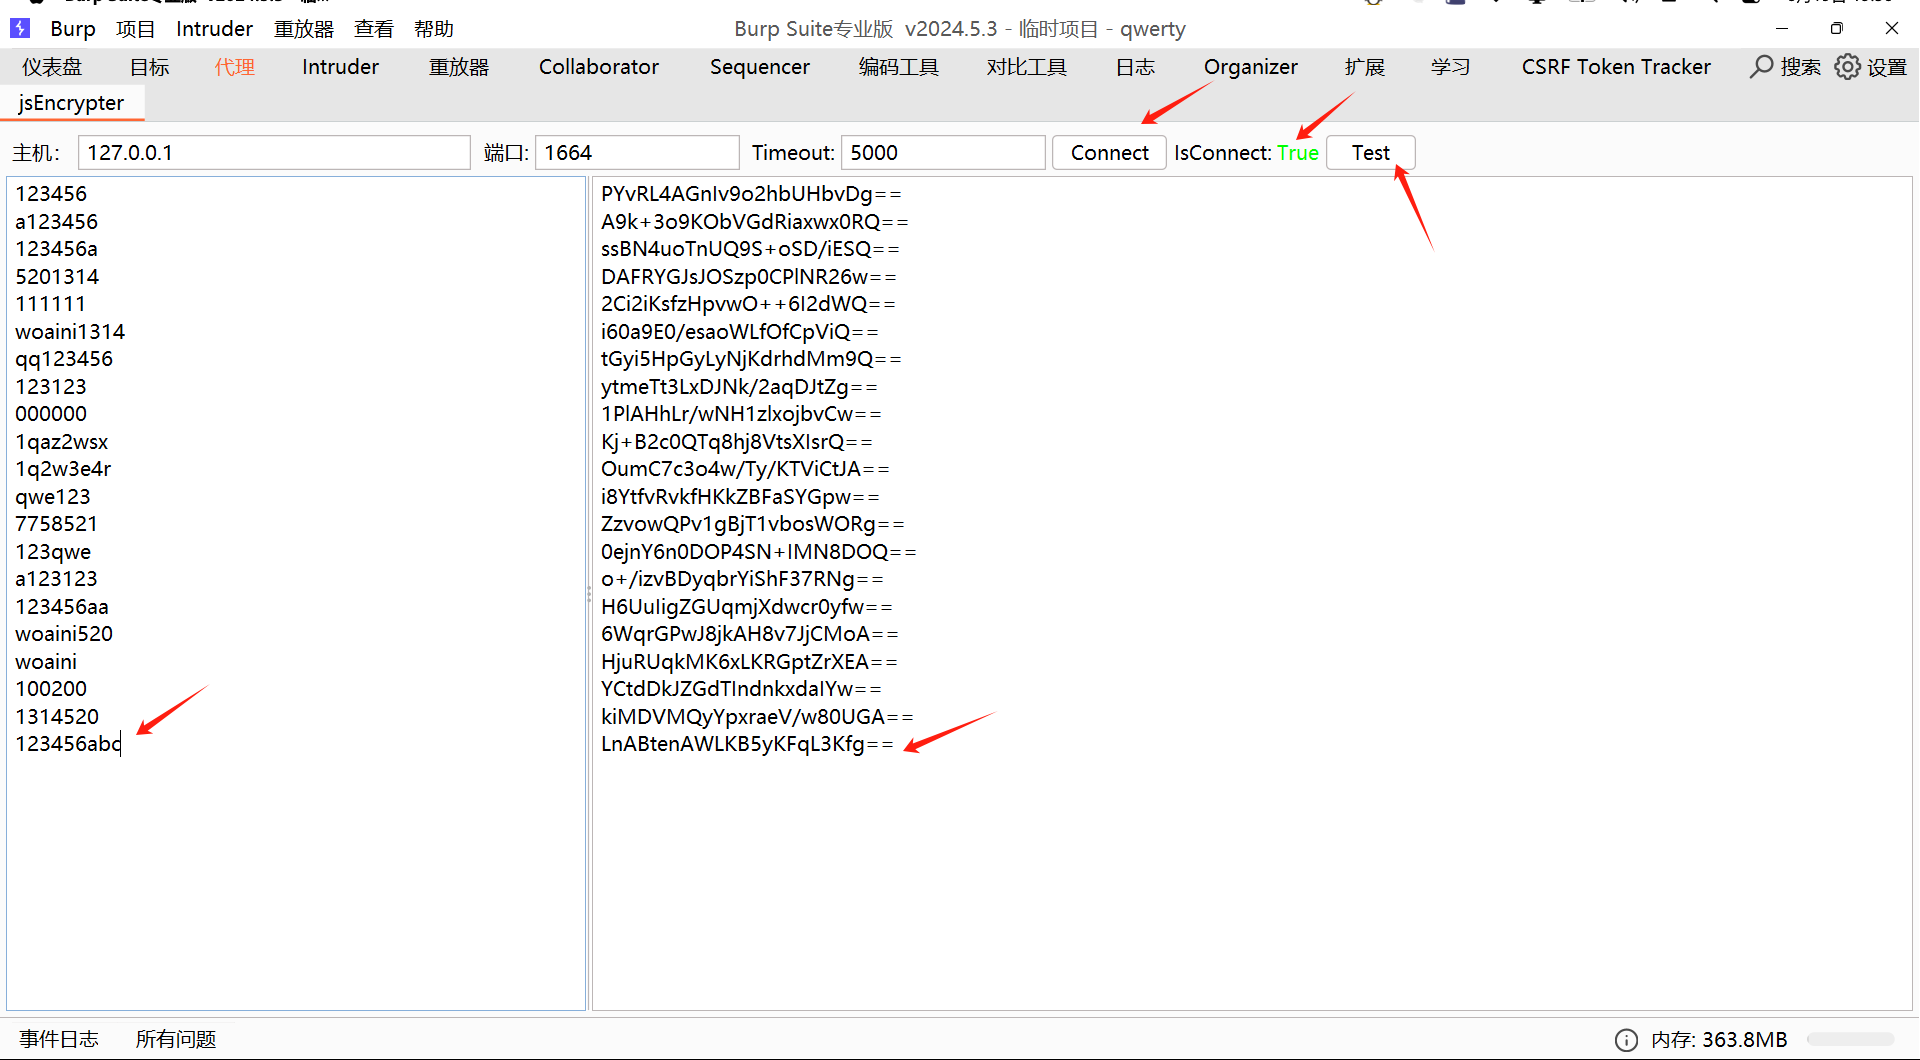 Burp 项目 Intruder 重放器 查看 帮助 Burp Suite专业版 v2024.5.3 - 临时项目 - qwerty
仪表盘 目标 代理 Intruder 重放器 Collaborator Sequencer 编码工具 对比工具 日志 Organizer 扩展 学习 CSRF Token Tracker 搜索 设置
jsEncrypter
主机: 127.0.0.1 端口: 1664 Timeout: 5000 Connect IsConnect: True Test
123456
a123456
123456a
5201314
111111
woaini1314
qq123456
123123
000000
1qaz2wsx
1q2w3e4r
qwe123
7758521
123qwe
a123123
123456aa
woaini520
woaini
100200
1314520
123456abc
PYvRL4AGnIv9o2hbUHbvDg==
A9k+3o9KObVGdRiaxwx0RQ==
ssBN4uoTnUQ9S+oSD/iESQ==
DAFRYGJsJOSzp0CPlNR26w==
2Ci2iKsfzHpvwO++6I2dWQ==
i60a9E0/esaoWLfOfCpViQ==
tGyi5HpGyLyNjKdrhdMm9Q==
ytmeTt3LxDJNk/2aqDJtZg==
1PlAHhLr/wNH1zlxojbvCw==
Kj+B2c0QTq8hj8VtsXIsrQ==
OumC7c3o4w/Ty/KTViCtJA==
i8YtfvRvkfHKkZBFaSYGpw==
ZzvowQPv1gBjT1vbosWORg==
0ejnY6n0DOP4SN+IMN8DOQ==
o+/izvBDyqbrYiShF37RNg==
H6UuIigZGUqmjXdwcr0yfw==
6WqrGPwJ8jkAH8v7JjCMoA==
HjuRUqkMK6xLKRGptZrXEA==
YCtdDkJZGdTIndnkxdaIYw==
kiMDVMQyYpxraeV/w80UGA==
LnABtenAWLKB5yKFqL3Kfg==
事件日志 所有问题 内存: 363.8MB